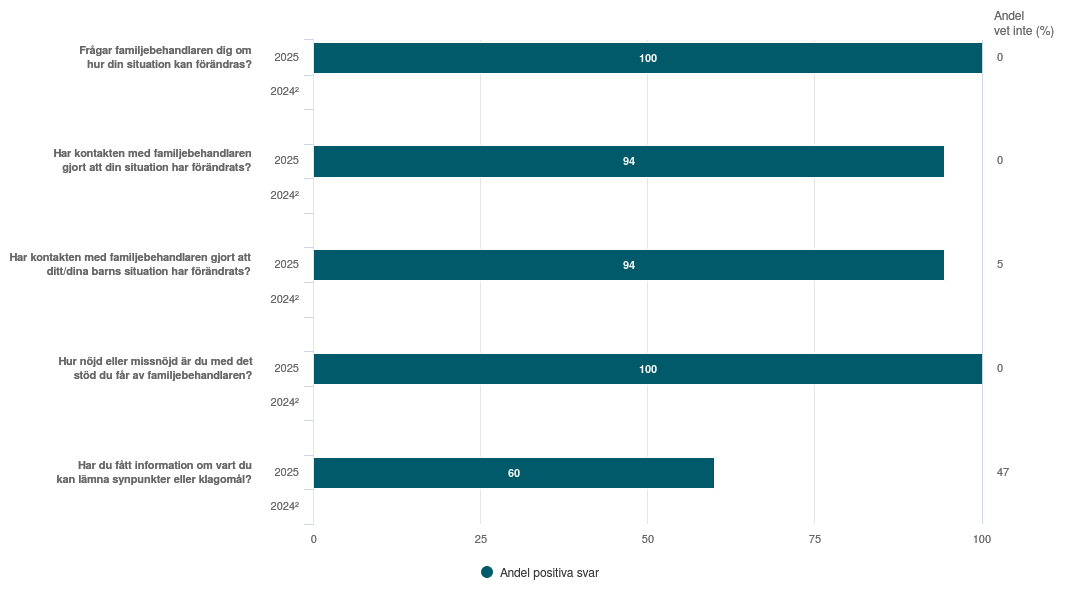 Andel
vet inte (%)
Frågar familjebehandlaren dig om
hur din situation kan förändras?
2025
100
0
2024²
Har kontakten med familjebehandlaren
gjort att din situation har förändrats?
2025
94
0
2024²
Har kontakten med familjebehandlaren gjort att
ditt/dina barns situation har förändrats?
2025
94
5
2024²
Hur nöjd eller missnöjd är du med det
stöd du får av familjebehandlaren?
2025
100
0
2024²
Har du fått information om vart du
kan lämna synpunkter eller klagomål?
2025
60
47
2024²
0 25 50 75 100
Andel positiva svar